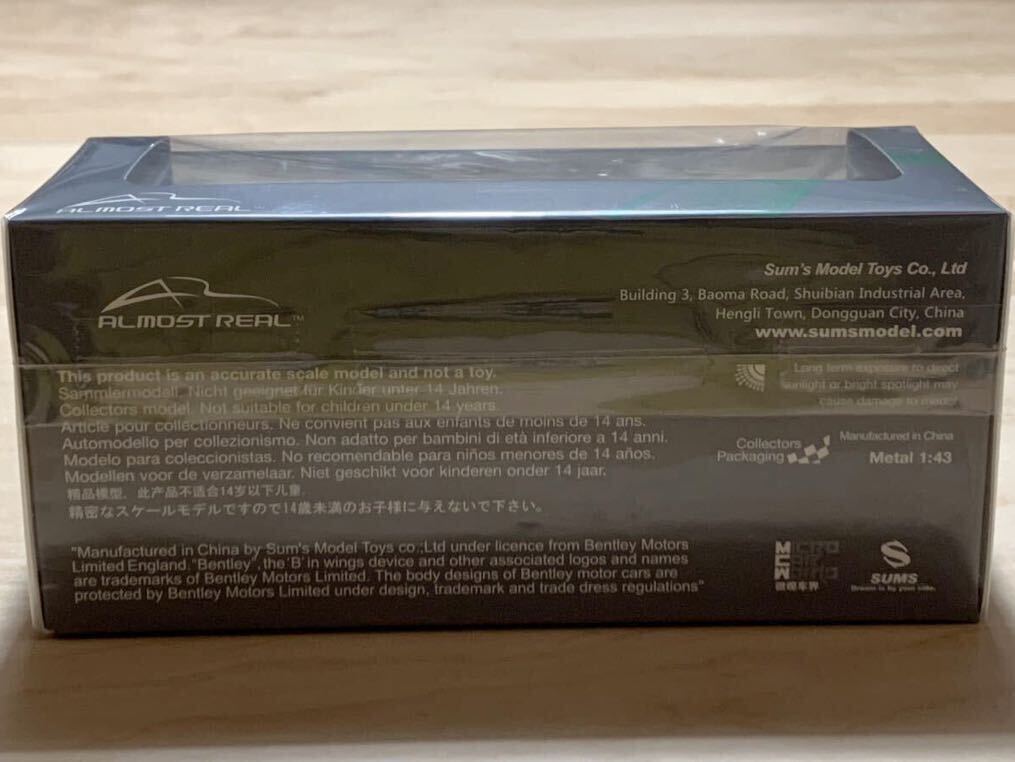 ALMOST REAL
ALMOST REAL™
Sum's Model Toys Co., Ltd
Building 3, Baoma Road, Shuibian Industrial Area,
Hengli Town, Dongguan City, China
www.sumsmodel.com
This product is an accurate scale model and not a toy.
Sammlermodell. Nicht geeignet für Kinder unter 14 Jahren.
Collectors model. Not suitable for children under 14 years.
Article pour collectionneurs. Ne convient pas aux enfants de moins de 14 ans.
Automodello per collezionismo. Non adatto per bambini di età inferiore a 14 anni.
Modelo para coleccionistas. No recomendable para niños menores de 14 años.
Modellen voor de verzamelaar. Niet geschikt voor kinderen onder 14 jaar.
精品模型，此产品不适合14岁以下儿童.
精密なスケールモデルですので14歳未満のお子様に与えないで下さい。
Long term exposure to direct
sunlight or bright spotlight may
cause damage to model
Collectors
Packaging
Manufactured in China
Metal 1:43
"Manufactured in China by Sum's Model Toys co.;Ltd under licence from Bentley Motors
Limited England. "Bentley", the 'B' in wings device and other associated logos and names
are trademarks of Bentley Motors Limited. The body designs of Bentley motor cars are
protected by Bentley Motors Limited under design, trademark and trade dress regulations"
微观车界
SUMS
Dream is by your side.